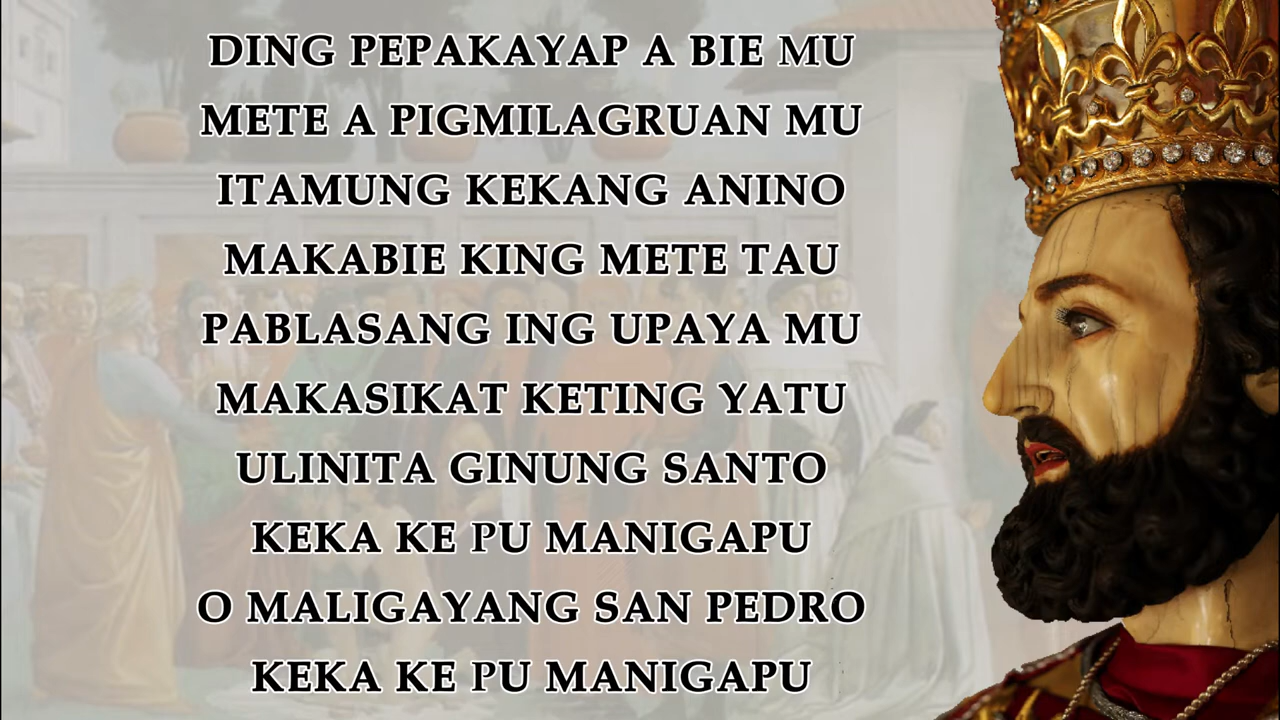 DING PEPAKAYAP A BIE MU
METE A PIGMILAGRUAN MU
ITAMUNG KEKANG ANINO
MAKABIE KING METE TAU
PABLASANG ING UPAYA MU
MAKASIKAT KETING YATU
ULINITA GINUNG SANTO
KEKA KE PU MANIGAPU
O MALIGAYANG SAN PEDRO
KEKA KE PU MANIGAPU